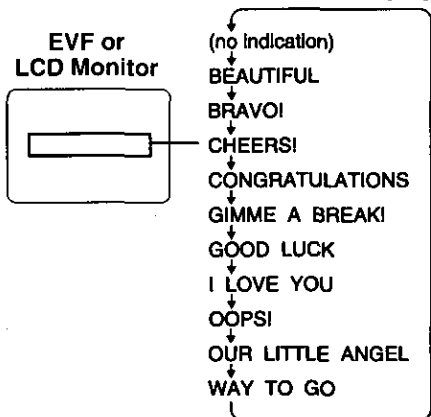 EVF or
LCD Monitor
(no indication)
BEAUTIFUL
BRAVO!
CHEERS!
CONGRATULATIONS
GIMME A BREAK!
GOOD LUCK
I LOVE YOU
OOPS!
OUR LITTLE ANGEL
WAY TO GO